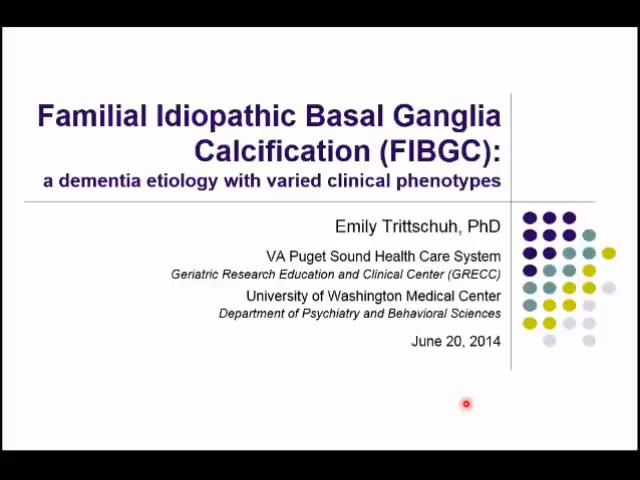 Familial Idiopathic Basal Ganglia
Calcification (FIBGC):
a dementia etiology with varied clinical phenotypes
Emily Trittschuh, PhD
VA Puget Sound Health Care System
Geriatric Research Education and Clinical Center (GRECC)
University of Washington Medical Center
Department of Psychiatry and Behavioral Sciences
June 20, 2014